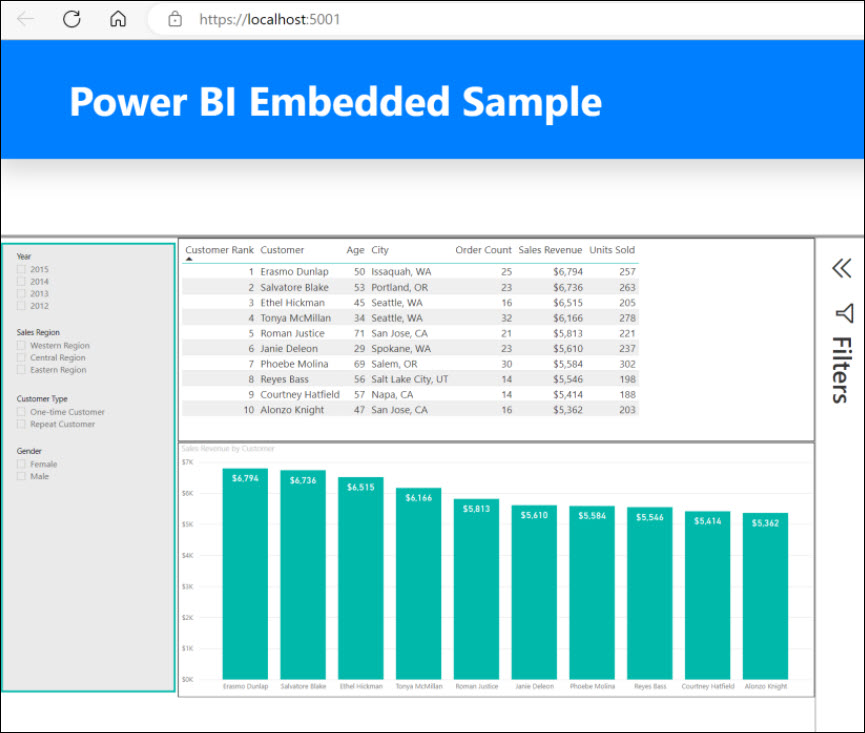 https://localhost:5001
Power BI Embedded Sample
Year
2015
2014
2013
2012
Sales Region
Western Region
Central Region
Eastern Region
Customer Type
One-time Customer
Repeat Customer
Gender
Female
Male
Customer Rank Customer Age City Order Count Sales Revenue Units Sold
1 Erasmo Dunlap 50 Issaquah, WA 25 $6,794 257
2 Salvatore Blake 53 Portland, OR 23 $6,736 263
3 Ethel Hickman 45 Seattle, WA 16 $6,515 205
4 Tonya McMillan 34 Seattle, WA 32 $6,166 278
5 Roman Justice 71 San Jose, CA 21 $5,813 221
6 Janie Deleon 29 Spokane, WA 23 $5,610 237
7 Phoebe Molina 69 Salem, OR 30 $5,584 302
8 Reyes Bass 56 Salt Lake City, UT 14 $5,546 198
9 Courtney Hatfield 57 Napa, CA 14 $5,414 188
10 Alonzo Knight 47 San Jose, CA 16 $5,362 203
Sales Revenue by Customer
$7K
$6K
$5K
$4K
$3K
$2K
$1K
$0K
$6,794 $6,736 $6,515 $6,166 $5,813 $5,610 $5,584 $5,546 $5,414 $5,362
Erasmo Dunlap Salvatore Blake Ethel Hickman Tonya McMillan Roman Justice Janie Deleon Phoebe Molina Reyes Bass Courtney Hatfield Alonzo Knight
Filters